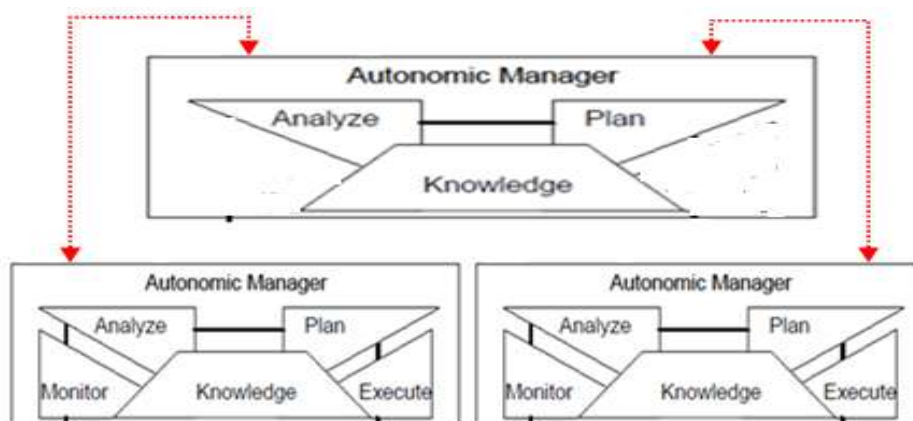 Autonomic Manager
Analyze Plan
Knowledge
Autonomic Manager
Analyze Plan
Monitor Knowledge Execute
Autonomic Manager
Analyze Plan
Monitor Knowledge Execute